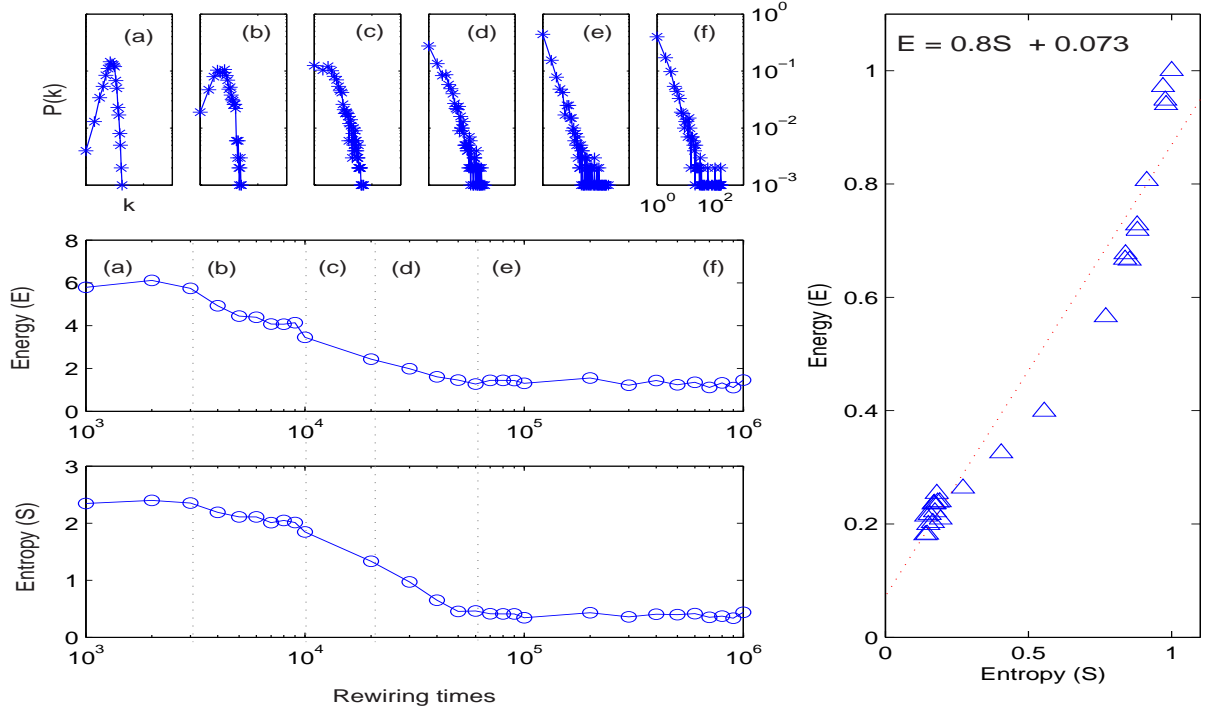 (a) (b) (c) (d) (e) (f)
P(k)
10^0
10^-1
10^-2
10^-3
k
10^0 10^2
(a) (b) (c) (d) (e) (f)
Energy (E)
8
6
4
2
0
10^3 10^4 10^5 10^6
Entropy (S)
3
2
1
0
10^3 10^4 10^5 10^6
Rewiring times
E = 0.8S + 0.073
Energy (E)
1
0.8
0.6
0.4
0.2
0
0 0.5 1
Entropy (S)